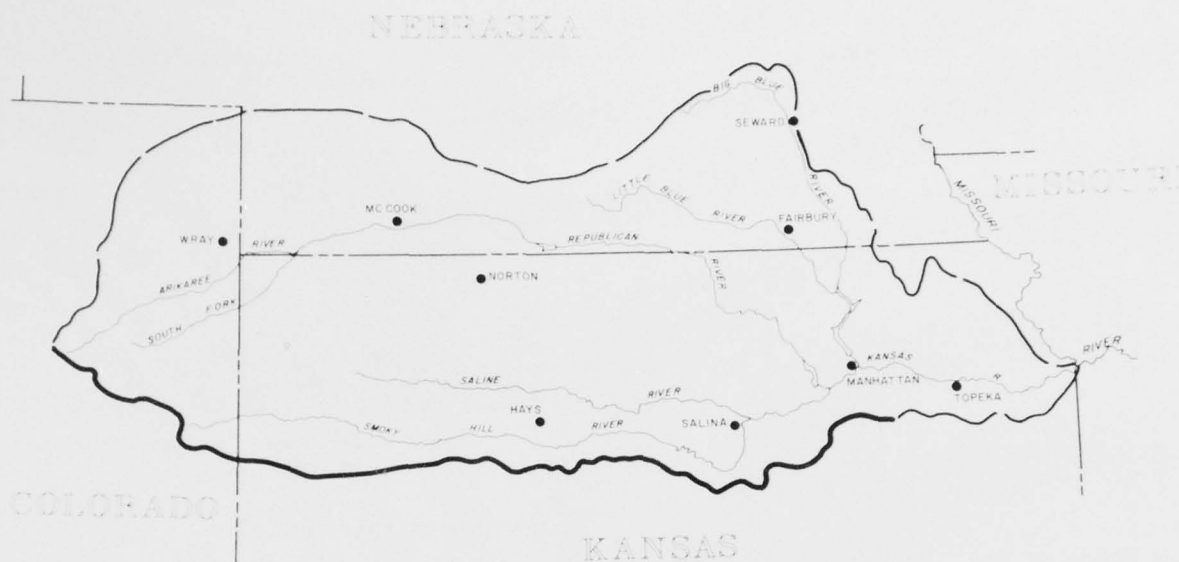 NEBRASKA
BIG BLUE
SEWARD
RIVER
MISSOURI
MISSOURI
LITTLE BLUE RIVER
FAIRBURY
MC COOK
WRAY
RIVER
REPUBLICAN
RIVER
ARIKAREE
NORTON
SOUTH FORK
RIVER
KANSAS
R
MANHATTAN
TOPEKA
SALINE RIVER
HAYS
SALINA
SMOKY HILL RIVER
COLORADO
KANSAS